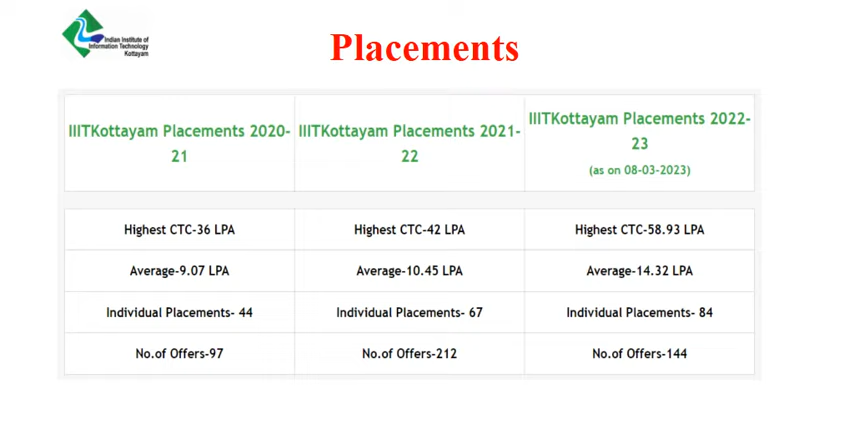 Indian Institute of
Information Technology
Kottayam
Placements
IIITKottayam Placements 2020-
21
IIITKottayam Placements 2021-
22
IIITKottayam Placements 2022-
23
(as on 08-03-2023)
Highest CTC-36 LPA
Highest CTC-42 LPA
Highest CTC-58.93 LPA
Average-9.07 LPA
Average-10.45 LPA
Average-14.32 LPA
Individual Placements- 44
Individual Placements- 67
Individual Placements- 84
No.of Offers-97
No.of Offers-212
No.of Offers-144